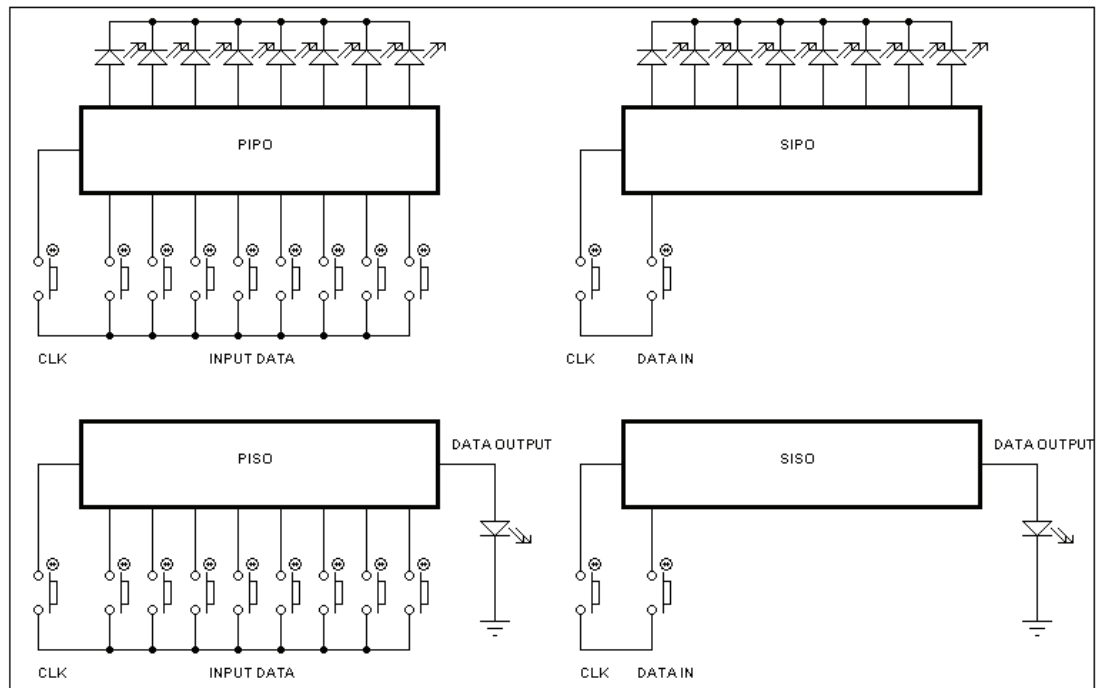 PIPO
SIPO
CLK
INPUT DATA
CLK
DATA IN
PISO
DATA OUTPUT
SISO
DATA OUTPUT
CLK
INPUT DATA
CLK
DATA IN